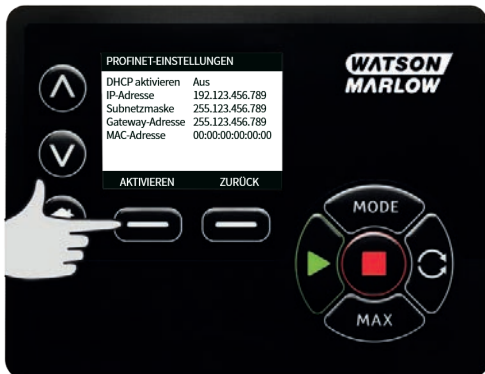 PROFINET-EINSTELLUNGEN
DHCP aktivieren Aus
IP-Adresse 192.123.456.789
Subnetzmaske 255.123.456.789
Gateway-Adresse 255.123.456.789
MAC-Adresse 00:00:00:00:00:00
AKTIVIEREN ZURÜCK
WATSON
MARLOW
MODE
MAX